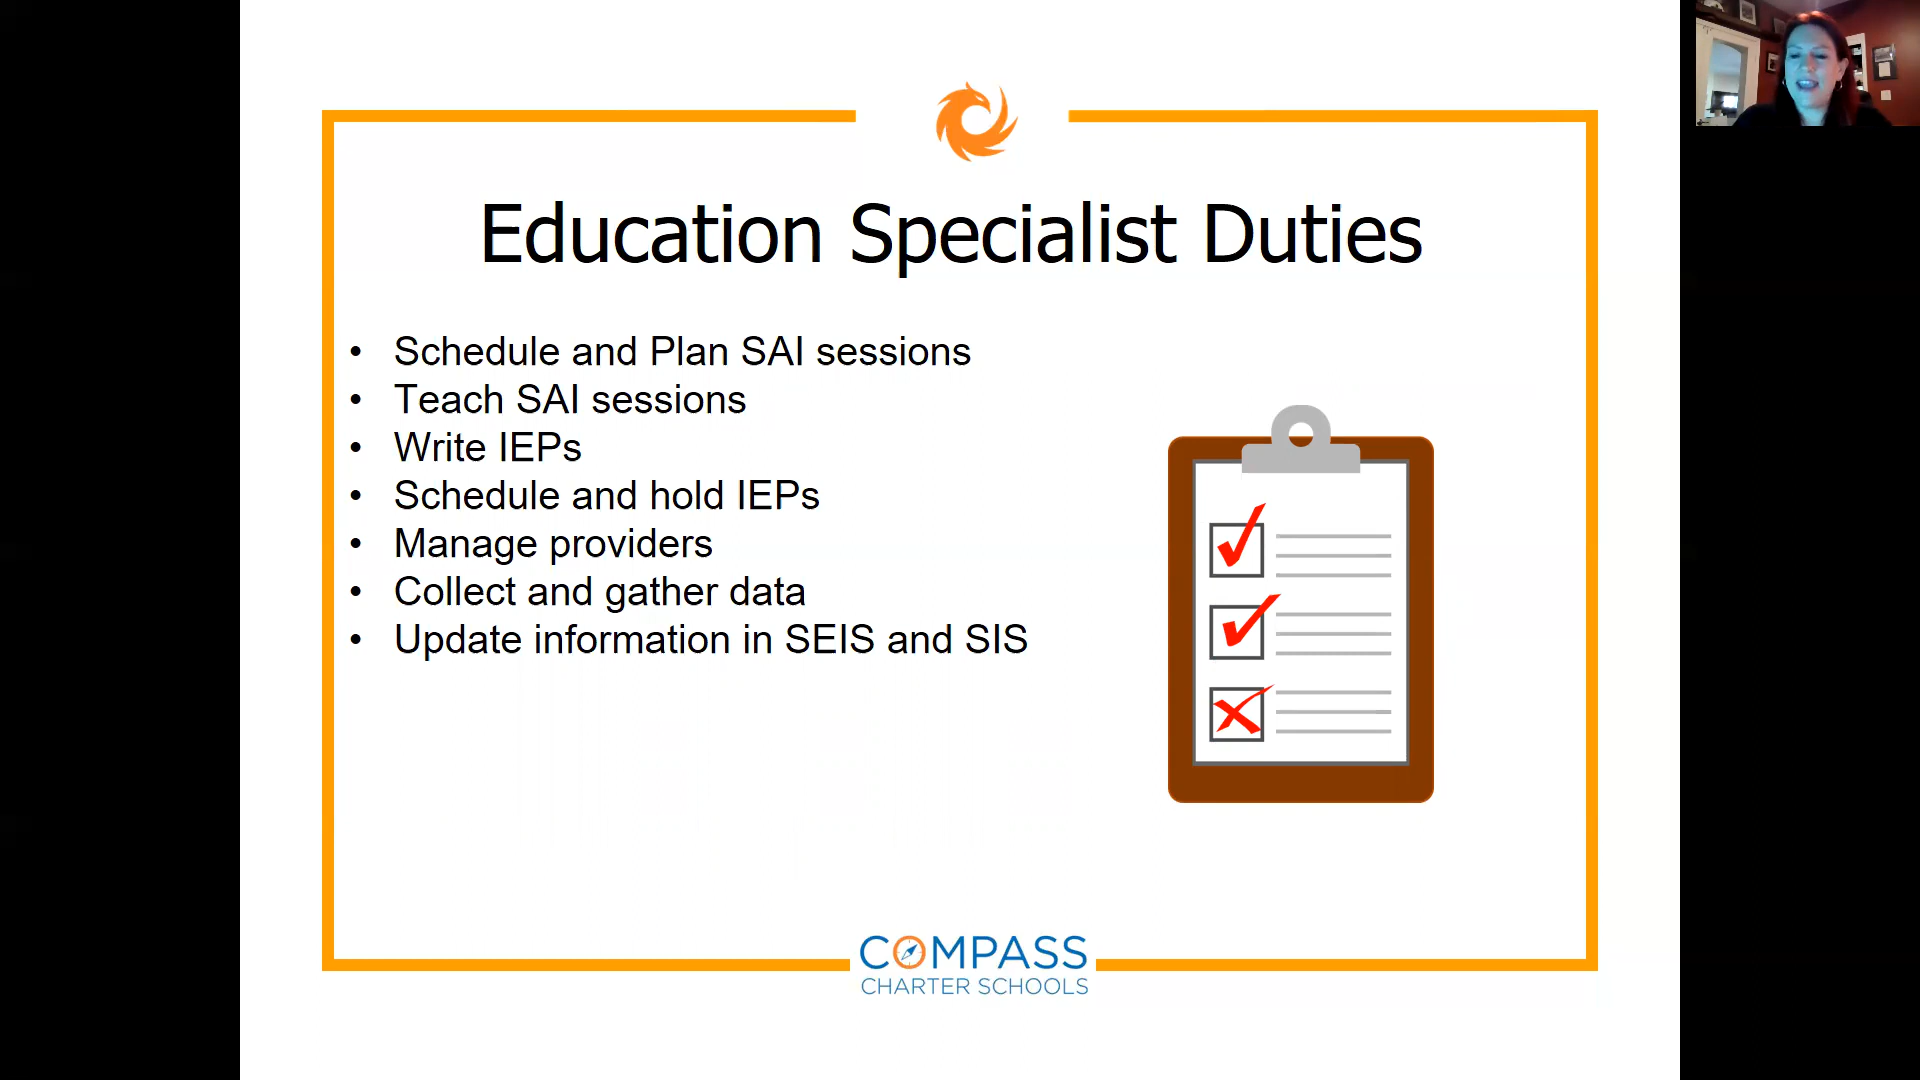 Education Specialist Duties
• Schedule and Plan SAI sessions
• Teach SAI sessions
• Write IEPs
• Schedule and hold IEPs
• Manage providers
• Collect and gather data
• Update information in SEIS and SIS
COMPASS
CHARTER SCHOOLS